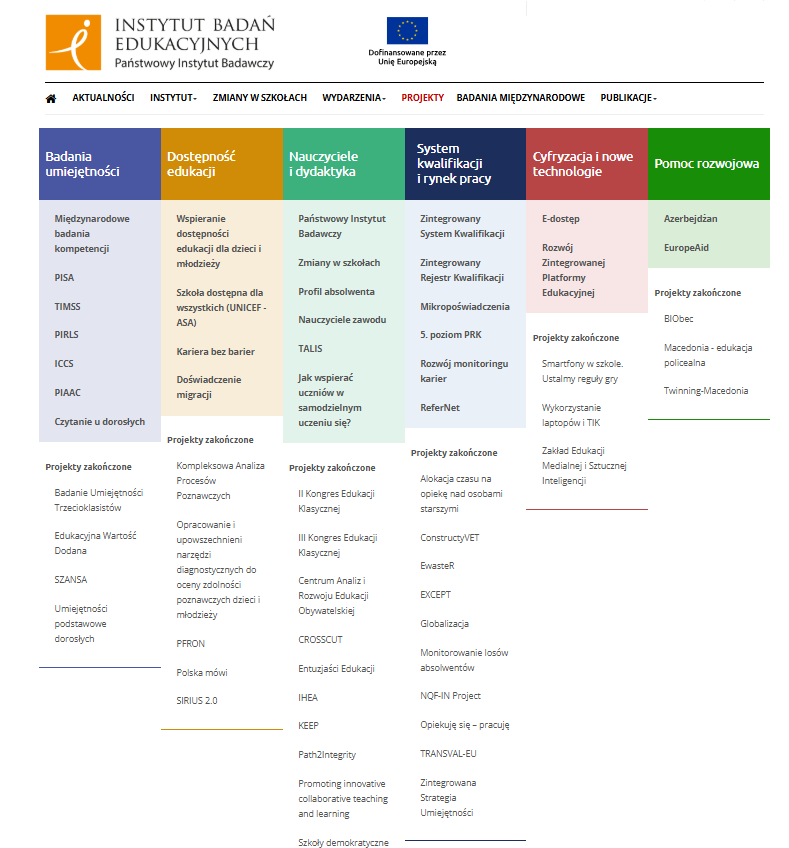 INSTYTUT BADAŃ
EDUKACYJNYCH
Państwowy Instytut Badawczy
Dofinansowane przez
Unię Europejską
AKTUALNOŚCI INSTYTUT ZMIANY W SZKOŁACH WYDARZENIA PROJEKTY BADANIA MIĘDZYNARODOWE PUBLIKACJE
Badania
umiejętności
Międzynarodowe
badania
kompetencji
PISA
TIMSS
PIRLS
ICCS
PIAAC
Czytanie u dorosłych
Projekty zakończone
Badanie Umiejętności
Trzecioklasistów
Edukacyjna Wartość
Dodana
SZANSA
Umiejętności
podstawowe
dorosłych
Dostępność
edukacji
Wspieranie
dostępności
edukacji dla dzieci i
młodzieży
Szkoła dostępna dla
wszystkich (UNICEF -
ASA)
Kariera bez barier
Doświadczenie
migracji
Projekty zakończone
Kompleksowa Analiza
Procesów
Poznawczych
Opracowanie i
upowszechnieni
narzędzi
diagnostycznych do
oceny zdolności
poznawczych dzieci i
młodzieży
PFRON
Polska mówi
SIRIUS 2.0
Nauczyciele
i dydaktyka
Państwowy Instytut
Badawczy
Zmiany w szkołach
Profil absolwenta
Nauczyciele zawodu
TALIS
Jak wspierać
uczniów w
samodzielnym
uczeniu się?
Projekty zakończone
II Kongres Edukacji
Klasycznej
III Kongres Edukacji
Klasycznej
Centrum Analiz i
Rozwoju Edukacji
Obywatelskiej
CROSSCUT
Entuzjaści Edukacji
IHEA
KEEP
Path2Integrity
Promoting innovative
collaborative teaching
and learning
Szkoły demokratyczne
System
kwalifikacji
i rynek pracy
Zintegrowany
System Kwalifikacji
Zintegrowany
Rejestr Kwalifikacji
Mikropoświadczenia
5. poziom PRK
Rozwój monitoringu
karier
ReferNet
Projekty zakończone
Alokacja czasu na
opiekę nad osobami
starszymi
ConstructyVET
EwasteR
EXCEPT
Globalizacja
Monitorowanie losów
absolwentów
NQF-IN Project
Opiekuję się – pracuję
TRANSVAL-EU
Zintegrowana
Strategia
Umiejętności
Cyfryzacja i nowe
technologie
E-dostęp
Rozwój
Zintegrowanej
Platformy
Edukacyjnej
Projekty zakończone
Smartfony w szkole.
Ustalmy reguły gry
Wykorzystanie
laptopów i TIK
Zakład Edukacji
Medialnej i Sztucznej
Inteligencji
Pomoc rozwojowa
Azerbejdżan
EuropeAid
Projekty zakończone
BIObec
Macedonia - edukacja
policealna
Twinning-Macedonia